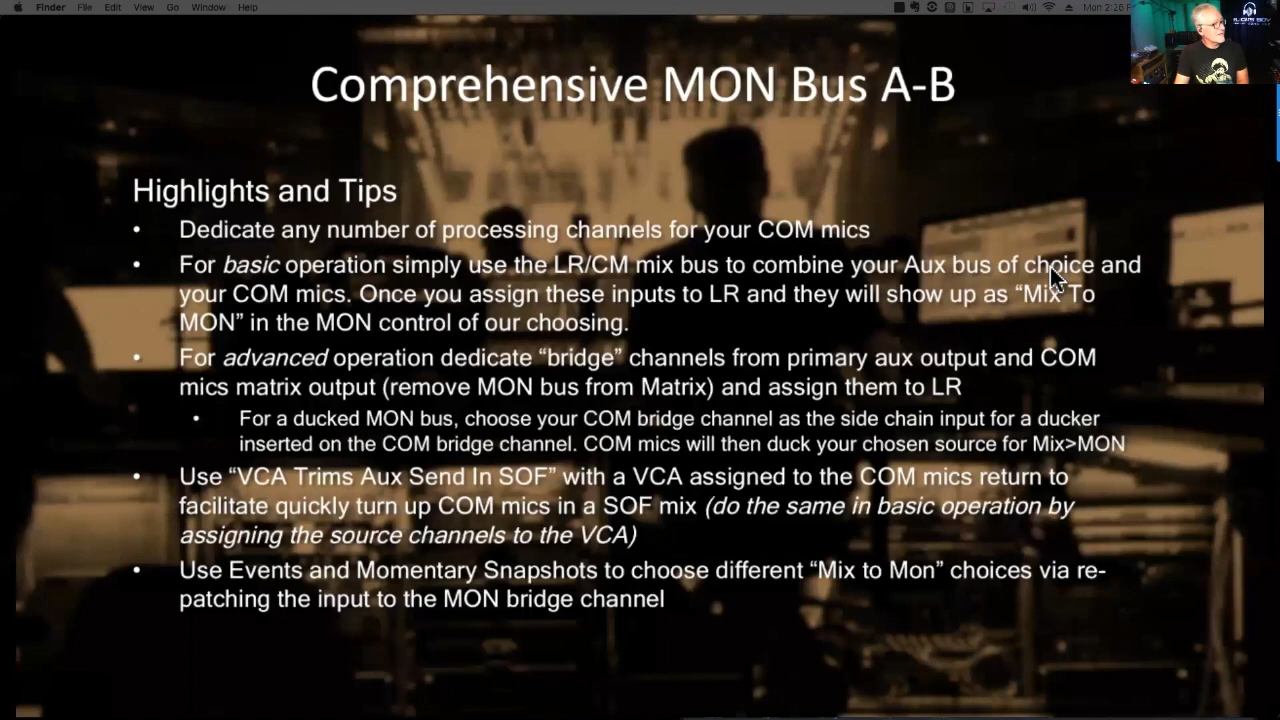 Finder File Edit View Go Window Help
Mon 2:26 P
Comprehensive MON Bus A-B
Highlights and Tips
• Dedicate any number of processing channels for your COM mics
• For basic operation simply use the LR/CM mix bus to combine your Aux bus of choice and
your COM mics. Once you assign these inputs to LR and they will show up as “Mix To
MON” in the MON control of our choosing.
• For advanced operation dedicate “bridge” channels from primary aux output and COM
mics matrix output (remove MON bus from Matrix) and assign them to LR
• For a ducked MON bus, choose your COM bridge channel as the side chain input for a ducker
inserted on the COM bridge channel. COM mics will then duck your chosen source for Mix>MON
• Use “VCA Trims Aux Send In SOF” with a VCA assigned to the COM mics return to
facilitate quickly turn up COM mics in a SOF mix (do the same in basic operation by
assigning the source channels to the VCA)
• Use Events and Momentary Snapshots to choose different “Mix to Mon” choices via re-
patching the input to the MON bridge channel